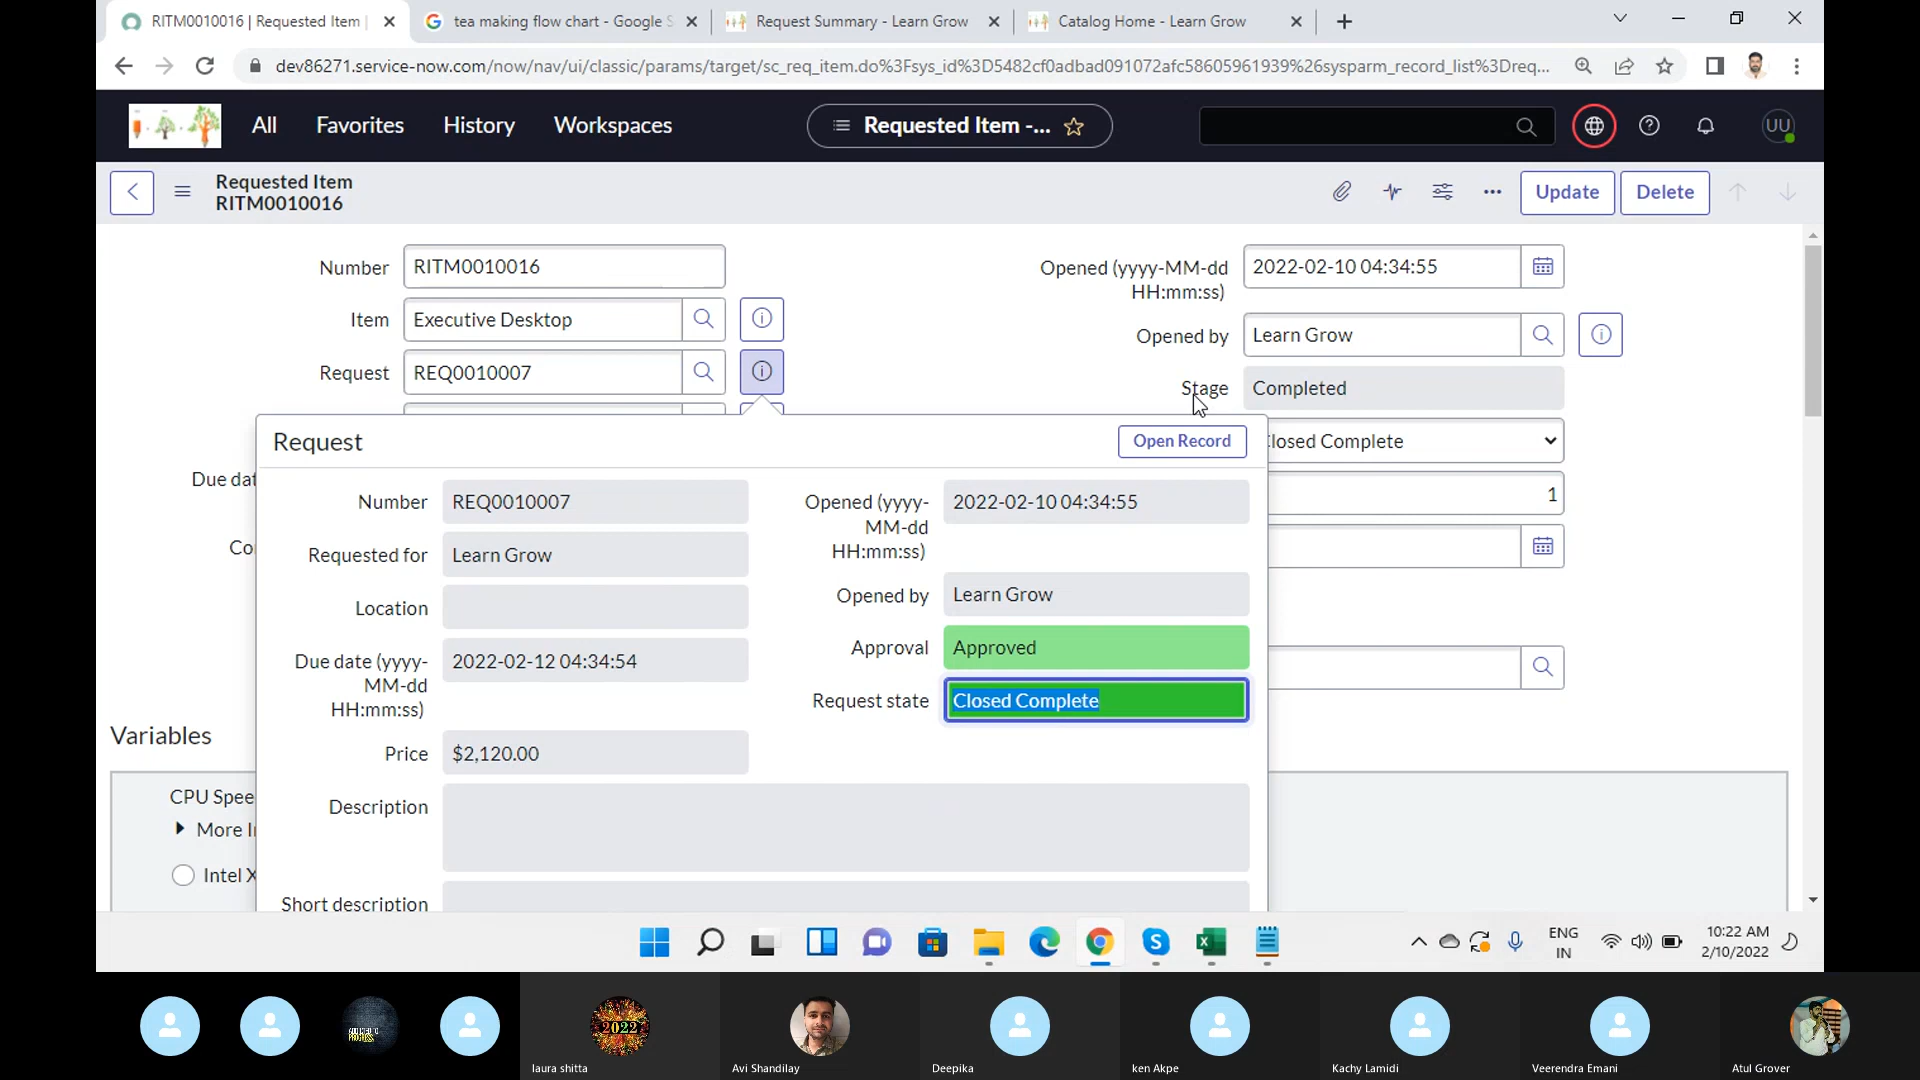 RITM0010016 | Requested Item |
tea making flow chart - Google S
Request Summary - Learn Grow
Catalog Home - Learn Grow
dev86271.service-now.com/now/nav/ui/classic/params/target/sc_req_item.do%3Fsys_id%3D5482cf0adbad091072afc58605961939%26sysparm_record_list%3Dreq...
All
Favorites
History
Workspaces
Requested Item -...
UU
Requested Item
RITM0010016
Update
Delete
Number
RITM0010016
Opened (yyyy-MM-dd
HH:mm:ss)
2022-02-10 04:34:55
Item
Executive Desktop
Opened by
Learn Grow
Request
REQ0010007
Stage
Completed
Closed Complete
Due dat
1
Co
Request
Open Record
Number
REQ0010007
Opened (yyyy-
MM-dd
HH:mm:ss)
2022-02-10 04:34:55
Requested for
Learn Grow
Location
Opened by
Learn Grow
Due date (yyyy-
MM-dd
HH:mm:ss)
2022-02-12 04:34:54
Approval
Approved
Request state
Closed Complete
Price
$2,120.00
Description
Short description
Variables
CPU Spee
More I
Intel X
ENG
IN
10:22 AM
2/10/2022
2022
laura shitta
Avi Shandilay
Deepika
ken Akpe
Kachy Lamidi
Veerendra Emani
Atul Grover